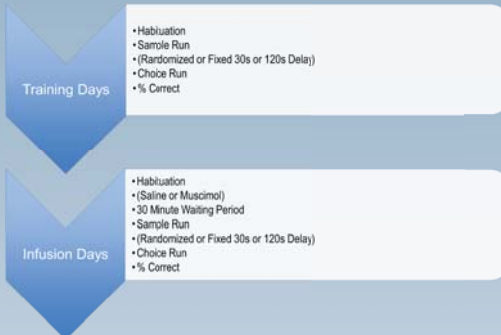 Training Days
• Habituation
• Sample Run
• (Randomized or Fixed 30s or 120s Delay)
• Choice Run
• % Correct
Infusion Days
• Habituation
• (Saline or Muscimol)
• 30 Minute Waiting Period
• Sample Run
• (Randomized or Fixed 30s or 120s Delay)
• Choice Run
• % Correct